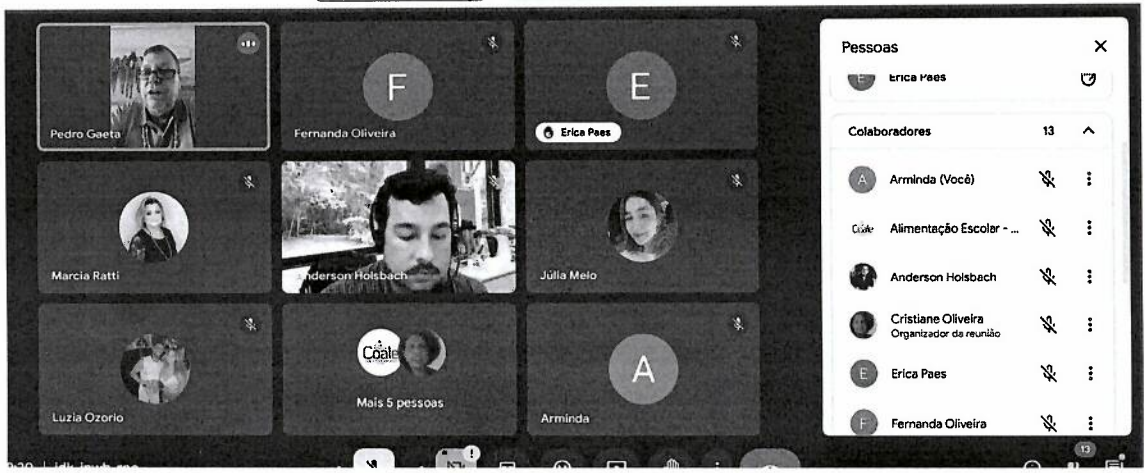 Pedro Gaeta
F
Fernanda Oliveira
E
Erica Paes
Marcia Ratti
Anderson Holsbach
Júlia Melo
Luzia Ozorio
Coale
Mais 5 pessoas
A
Arminda
Pessoas
E
Erica Paes
Colaboradores 13
A
Arminda (Você)
Coale
Alimentação Escolar - ...
Anderson Holsbach
Cristiane Oliveira
Organizador da reunião
E
Erica Paes
F
Fernanda Oliveira
13